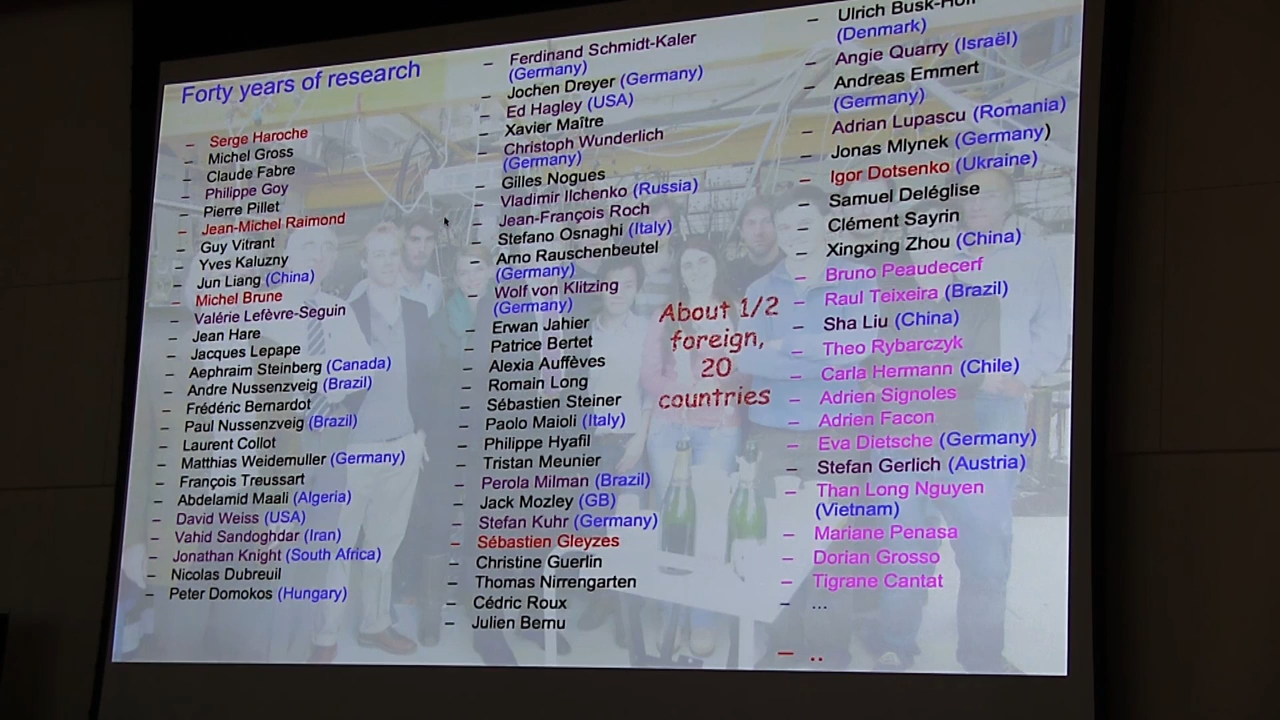 Forty years of research
– Serge Haroche
– Michel Gross
– Claude Fabre
– Philippe Goy
– Pierre Pillet
– Jean-Michel Raimond
– Guy Vitrant
– Yves Kaluzny
– Jun Liang (China)
– Michel Brune
– Valérie Lefèvre-Seguin
– Jean Hare
– Jacques Lepape
– Aephraim Steinberg (Canada)
– Andre Nussenzveig (Brazil)
– Frédéric Bernardot
– Paul Nussenzveig (Brazil)
– Laurent Collot
– Matthias Weidemuller (Germany)
– François Treussart
– Abdelamid Maali (Algeria)
– David Weiss (USA)
– Vahid Sandoghdar (Iran)
– Jonathan Knight (South Africa)
– Nicolas Dubreuil
– Peter Domokos (Hungary)
– Ferdinand Schmidt-Kaler
(Germany)
– Jochen Dreyer (Germany)
– Ed Hagley (USA)
– Xavier Maître
– Christoph Wunderlich
(Germany)
– Gilles Nogues
– Vladimir Ilchenko (Russia)
– Jean-François Roch
– Stefano Osnaghi (Italy)
– Arno Rauschenbeutel
(Germany)
– Wolf von Klitzing
(Germany)
– Erwan Jahier
– Patrice Bertet
– Alexia Auffèves
– Romain Long
– Sébastien Steiner
– Paolo Maioli (Italy)
– Philippe Hyafil
– Tristan Meunier
– Perola Milman (Brazil)
– Jack Mozley (GB)
– Stefan Kuhr (Germany)
– Sébastien Gleyzes
– Christine Guerlin
– Thomas Nirrengarten
– Cédric Roux
– Julien Bernu
About 1/2
foreign,
20
countries
– Ulrich
(Denmark)
– Angie Quarry (Israël)
– Andreas Emmert
(Germany)
– Adrian Lupascu (Romania)
– Jonas Mlynek (Germany)
– Igor Dotsenko (Ukraine)
– Samuel Deléglise
– Clément Sayrin
– Xingxing Zhou (China)
– Bruno Peaudecerf
– Raul Teixeira (Brazil)
– Sha Liu (China)
– Theo Rybarczyk
– Carla Hermann (Chile)
– Adrien Signoles
– Adrien Facon
– Eva Dietsche (Germany)
– Stefan Gerlich (Austria)
– Than Long Nguyen
(Vietnam)
– Mariane Penasa
– Dorian Grosso
– Tigrane Cantat
– ...
– ..